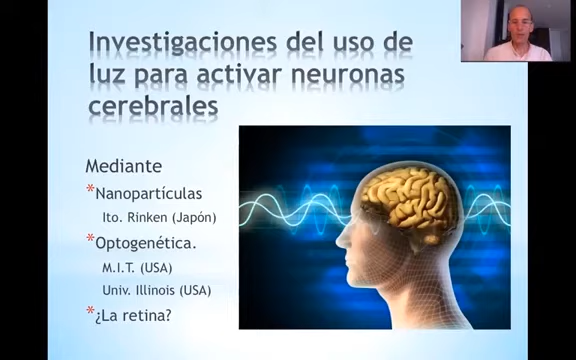 Investigaciones del uso de
luz para activar neuronas
cerebrales
Mediante
*Nanopartículas
Ito. Rinken (Japón)
*Optogenética.
M.I.T. (USA)
Univ. Illinois (USA)
*¿La retina?